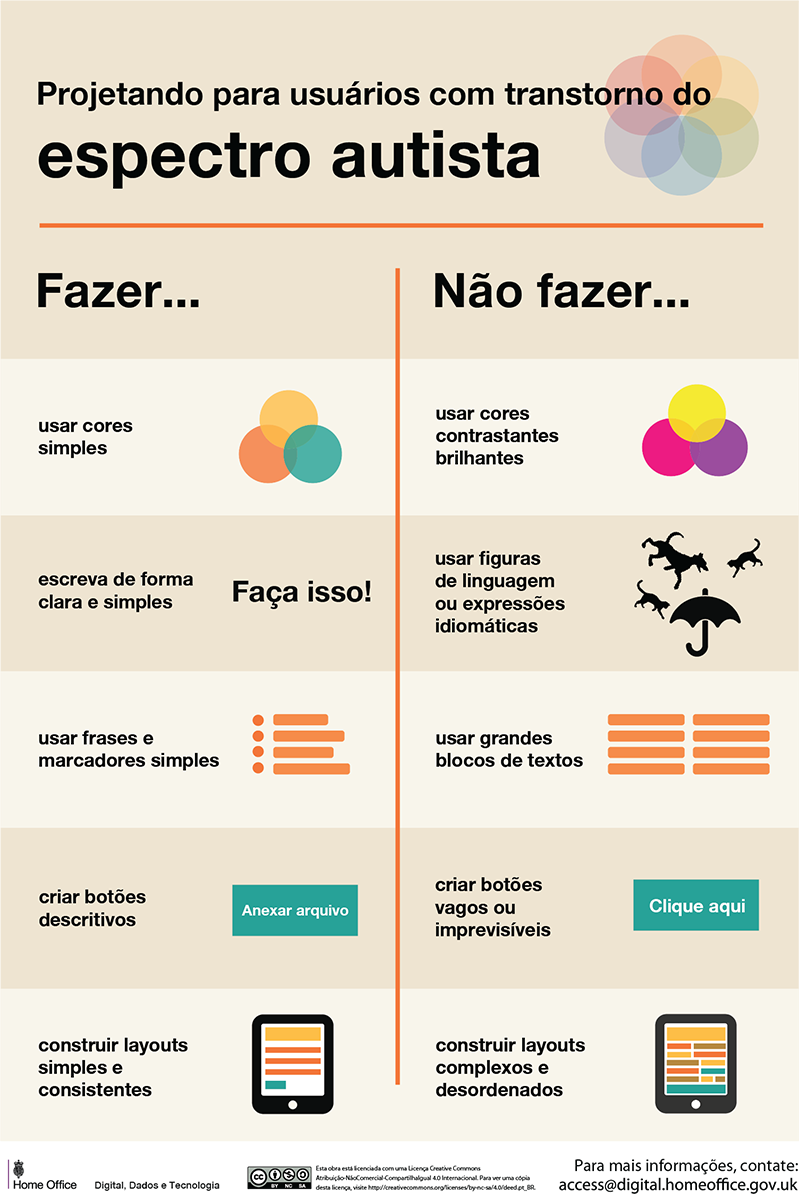 Projetando para usuários com transtorno do
espectro autista
Fazer...
Não fazer...
usar cores
simples
usar cores
contrastantes
brilhantes
escreva de forma
clara e simples
Faça isso!
usar figuras
de linguagem
ou expressões
idiomáticas
usar frases e
marcadores simples
usar grandes
blocos de textos
criar botões
descritivos
Anexar arquivo
criar botões
vagos ou
imprevisíveis
Clique aqui
construir layouts
simples e
consistentes
construir layouts
complexos e
desordenados
Home Office
Digital, Dados e Tecnologia
CC BY NC SA
Esta obra está licenciada com uma Licença Creative Commons
Atribuição-NãoComercial-CompartilhaIgual 4.0 Internacional. Para ver uma cópia
desta licença, visite http://creativecommons.org/licenses/by-nc-sa/4.0/deed.pt_BR.
Para mais informações, contate:
access@digital.homeoffice.gov.uk